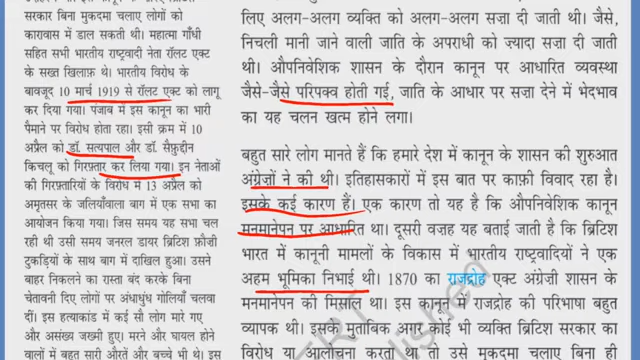 सरकार बिना मुकदमा चलाए लोगों को
कारावास में डाल सकती थी। महात्मा गाँधी
सहित सभी भारतीय राष्ट्रवादी नेता रॉलट एक्ट
के सख्त खिलाफ़ थे। भारतीय विरोध के
बावजूद 10 मार्च 1919 से रॉलट एक्ट को लागू
कर दिया गया। पंजाब में इस कानून का भारी
पैमाने पर विरोध होता रहा। इसी क्रम में 10
अप्रैल को डॉ. सत्यपाल और डॉ. सैफ़ुद्दीन
किचलू को गिरफ़्तार कर लिया गया। इन नेताओं
की गिरफ़्तारियों के विरोध में 13 अप्रैल को
अमृतसर के जलियाँवाला बाग में एक सभा का
आयोजन किया गया। जिस समय यह सभा चल
रही थी उसी समय जनरल डायर ब्रिटिश फ़ौजी
टुकड़ियों के साथ बाग में दाखिल हुआ। उसने
बाहर निकलने का रास्ता बंद करके बिना
चेतावनी दिए लोगों पर अंधाधुंध गोलियाँ चलवा
दीं। इस हत्याकांड में कई सौ लोग मारे गए
और असंख्य जख्मी हुए। मरने और घायल होने
वालों में बहुत सारी औरतें और बच्चे भी थे। इस
लिए अलग-अलग व्यक्ति को अलग-अलग सज़ा दी जाती थी। जैसे,
निचली मानी जाने वाली जाति के अपराधी को ज़्यादा सज़ा दी जाती
थी। औपनिवेशिक शासन के दौरान कानून पर आधारित व्यवस्था
जैसे-जैसे परिपक्व होती गई, जाति के आधार पर सज़ा देने में भेदभाव
का यह चलन खत्म होने लगा।
बहुत सारे लोग मानते हैं कि हमारे देश में कानून के शासन की शुरुआत
अंग्रेज़ों ने की थी। इतिहासकारों में इस बात पर काफ़ी विवाद रहा है।
इसके कई कारण हैं। एक कारण तो यह है कि औपनिवेशिक कानून
मनमानेपन पर आधारित था। दूसरी वजह यह बताई जाती है कि ब्रिटिश
भारत में कानूनी मामलों के विकास में भारतीय राष्ट्रवादियों ने एक
अहम भूमिका निभाई थी। 1870 का राजद्रोह एक्ट अंग्रेज़ी शासन के
मनमानेपन की मिसाल था। इस कानून में राजद्रोह की परिभाषा बहुत
व्यापक थी। इसके मुताबिक अगर कोई भी व्यक्ति ब्रिटिश सरकार का
विरोध या आलोचना करता था तो उसे मुकदमा चलाए बिना ही